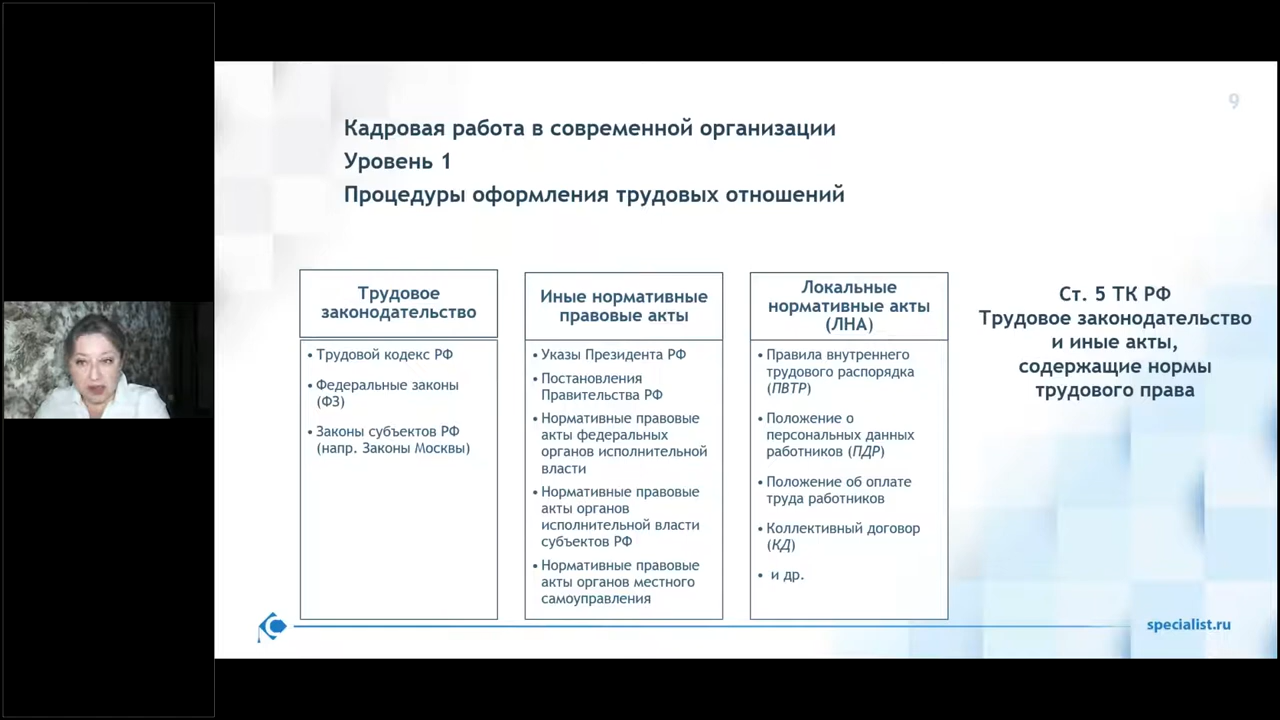 9
Кадровая работа в современной организации
Уровень 1
Процедуры оформления трудовых отношений
Трудовое
законодательство
• Трудовой кодекс РФ
• Федеральные законы
(ФЗ)
• Законы субъектов РФ
(напр. Законы Москвы)
Иные нормативные
правовые акты
• Указы Президента РФ
• Постановления
Правительства РФ
• Нормативные правовые
акты федеральных
органов исполнительной
власти
• Нормативные правовые
акты органов
исполнительной власти
субъектов РФ
• Нормативные правовые
акты органов местного
самоуправления
Локальные
нормативные акты
(ЛНА)
• Правила внутреннего
трудового распорядка
(ПВТР)
• Положение о
персональных данных
работников (ПДР)
• Положение об оплате
труда работников
• Коллективный договор
(КД)
• и др.
Ст. 5 ТК РФ
Трудовое законодательство
и иные акты,
содержащие нормы
трудового права
specialist.ru